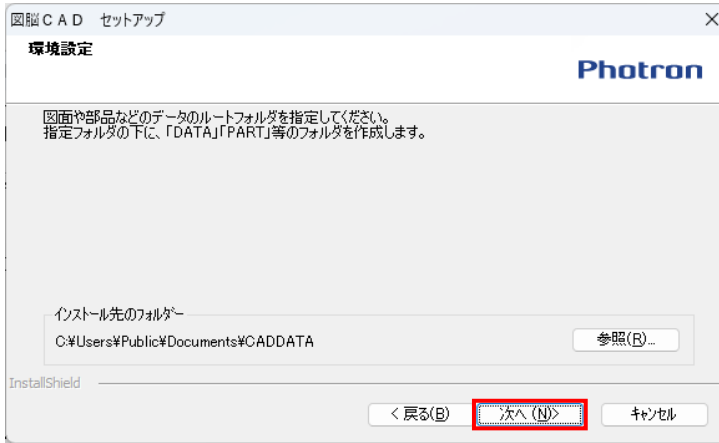 図脳ＣＡＤ　セットアップ
環境設定
Photron
図面や部品などのデータのルートフォルダを指定してください。
指定フォルダの下に、「DATA」「PART」等のフォルダを作成します。
インストール先のフォルダー
C:¥Users¥Public¥Documents¥CADDATA
参照(R)...
InstallShield
< 戻る(B)
次へ (N)>
キャンセル